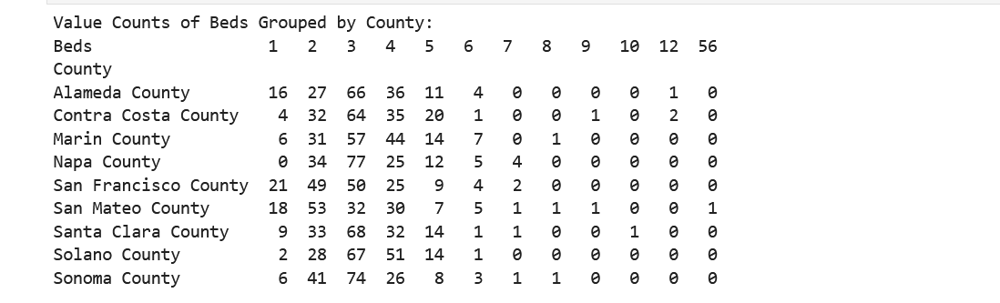 Value Counts of Beds Grouped by County:
Beds                   1   2   3   4   5   6   7   8   9   10  12  56
County
Alameda County        16  27  66  36  11   4   0   0   0   0   1   0
Contra Costa County    4  32  64  35  20   1   0   0   1   0   2   0
Marin County           6  31  57  44  14   7   0   1   0   0   0   0
Napa County            0  34  77  25  12   5   4   0   0   0   0   0
San Francisco County  21  49  50  25   9   4   2   0   0   0   0   0
San Mateo County      18  53  32  30   7   5   1   1   1   0   0   1
Santa Clara County     9  33  68  32  14   1   1   0   0   1   0   0
Solano County          2  28  67  51  14   1   0   0   0   0   0   0
Sonoma County          6  41  74  26   8   3   1   1   0   0   0   0